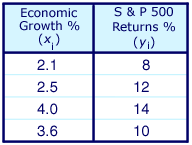 Economic Growth % (xi)
S & P 500 Returns % (yi)
2.1 8
2.5 12
4.0 14
3.6 10